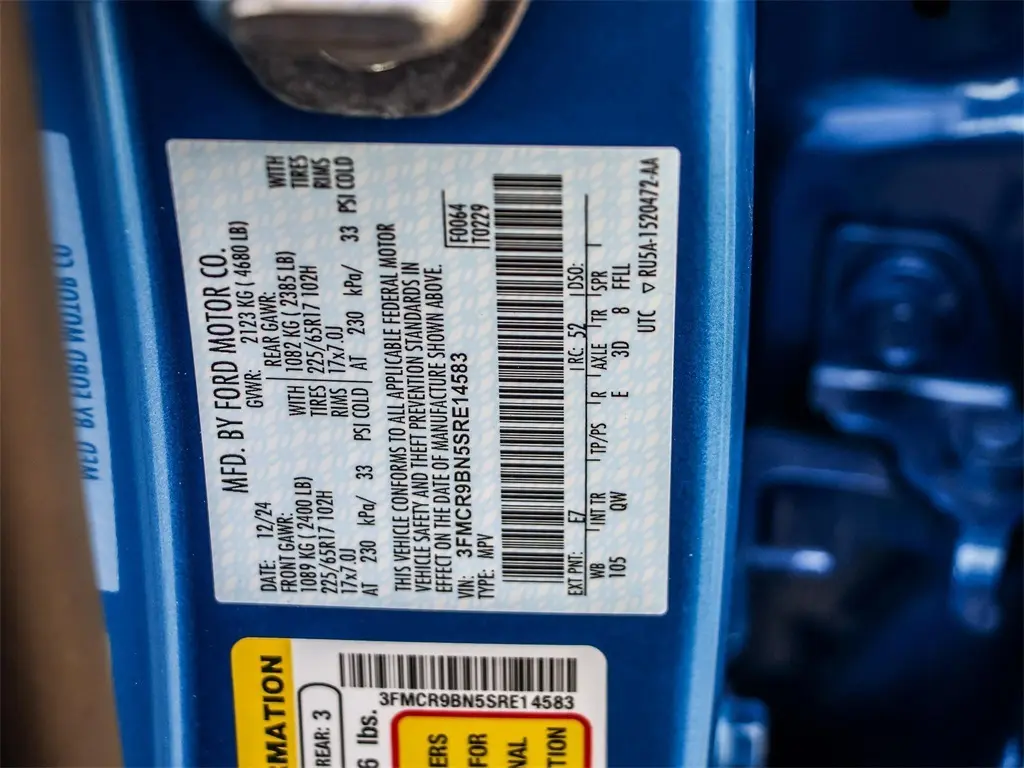 MFD. BY FORD MOTOR CO.
DATE: 12/24 GVWR: 2123 KG ( 4680 LB)
FRONT GAWR: REAR GAWR:
1089 KG ( 2400 LB) WITH 1082 KG ( 2385 LB) WITH
225/65R17 102H TIRES 225/65R17 102H TIRES
17x7.0J RIMS 17x7.0J RIMS
AT 230 kPa/ 33 PSI COLD AT 230 kPa/ 33 PSI COLD
THIS VEHICLE CONFORMS TO ALL APPLICABLE FEDERAL MOTOR
VEHICLE SAFETY AND THEFT PREVENTION STANDARDS IN
EFFECT ON THE DATE OF MANUFACTURE SHOWN ABOVE.
VIN: 3FMCR9BN5SRE14583
TYPE: MPV
F0064
T0229
EXT PNT: E7 RC: 52 DSO:
WB INT TR TP/PS R AXLE TR SPR
105 QW E 3D 8 FFLL
UTC ▽ RU5A-1520472-AA
RMATION
REAR: 3
6 lbs.
3FMCR9BN5SRE14583